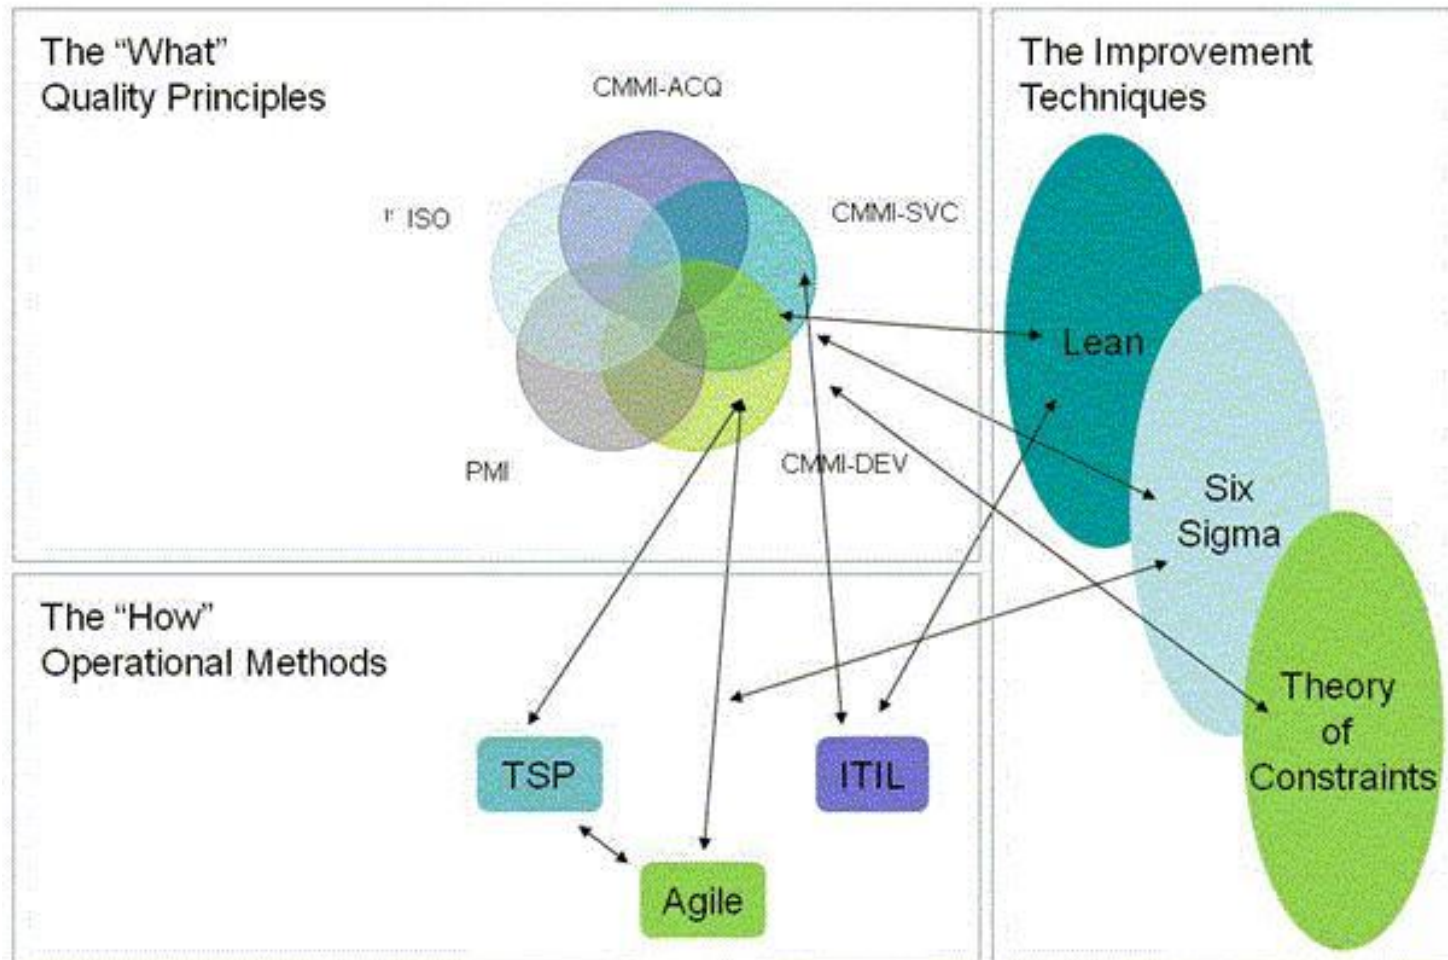 The “What”
Quality Principles
CMMI-ACQ
ISO
CMMI-SVC
PMI
CMMI-DEV
The “How”
Operational Methods
TSP
ITIL
Agile
The Improvement
Techniques
Lean
Six
Sigma
Theory
of
Constraints